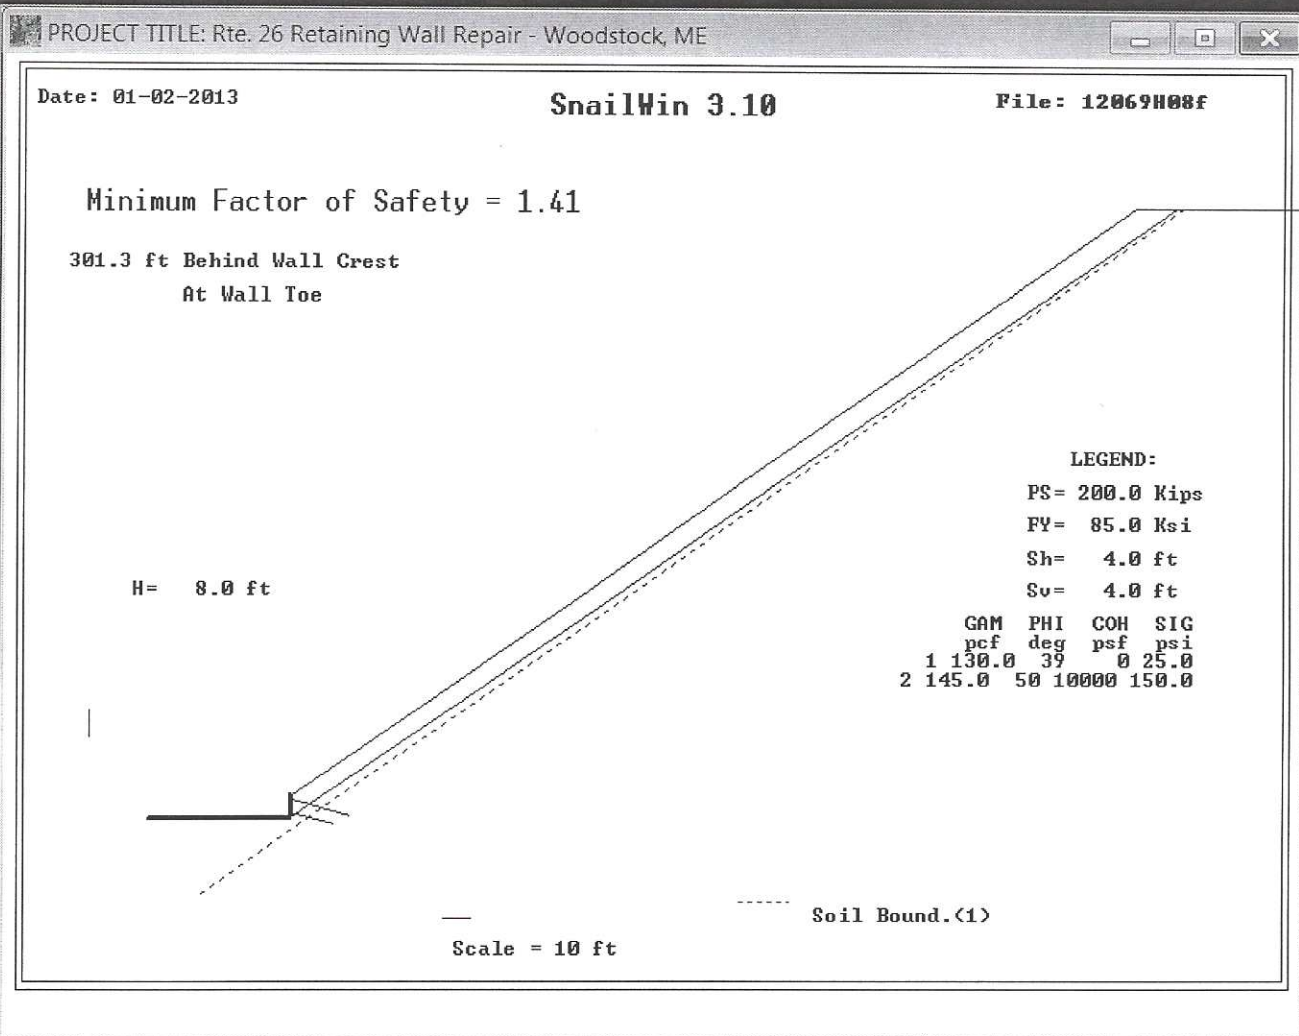 PROJECT TITLE: Rte. 26 Retaining Wall Repair - Woodstock, ME
Date: 01-02-2013
SnailWin 3.10
File: 12069H08f
Minimum Factor of Safety = 1.41
301.3 ft Behind Wall Crest
At Wall Toe
LEGEND:
PS= 200.0 Kips
FY= 85.0 Ksi
Sh= 4.0 ft
Sv= 4.0 ft
H= 8.0 ft
GAM PHI COH SIG
pcf deg psf psi
1 130.0 39 0 25.0
2 145.0 50 10000 150.0
Soil Bound.(1)
Scale = 10 ft